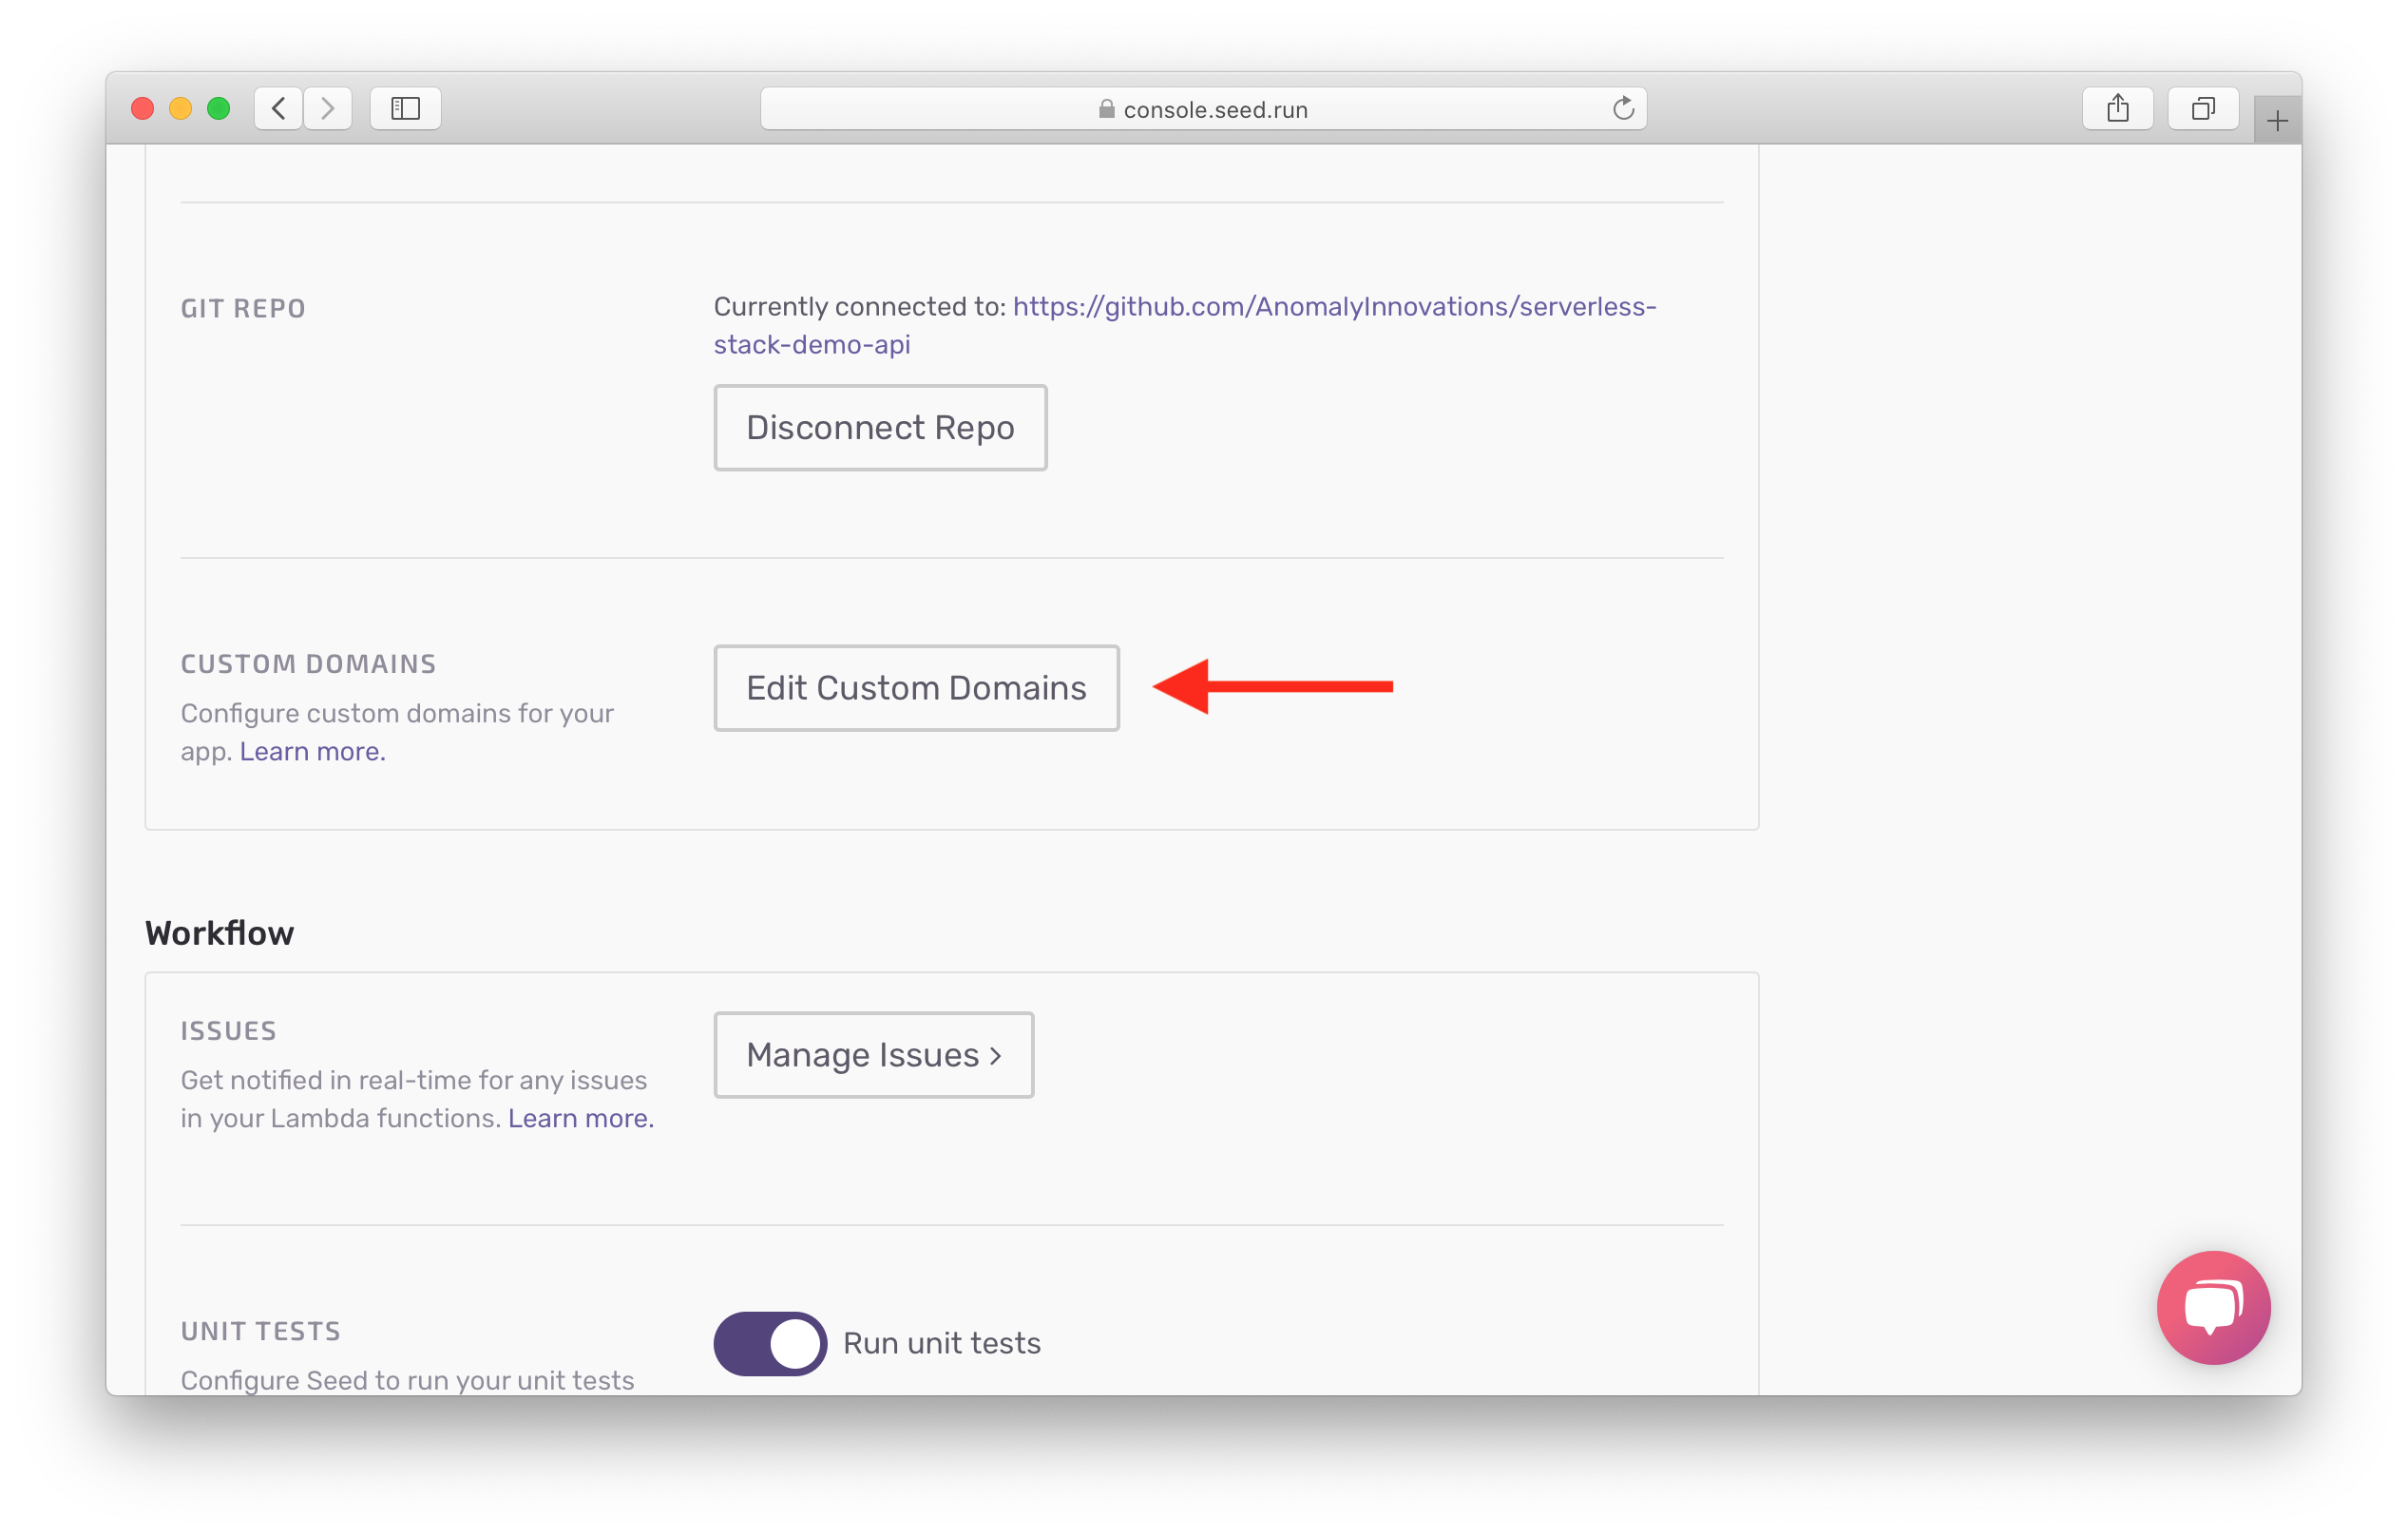 console.seed.run
GIT REPO
Currently connected to: https://github.com/AnomalyInnovations/serverless-
stack-demo-api
Disconnect Repo
CUSTOM DOMAINS
Configure custom domains for your
app. Learn more.
Edit Custom Domains
Workflow
ISSUES
Get notified in real-time for any issues
in your Lambda functions. Learn more.
Manage Issues >
UNIT TESTS
Configure Seed to run your unit tests
Run unit tests